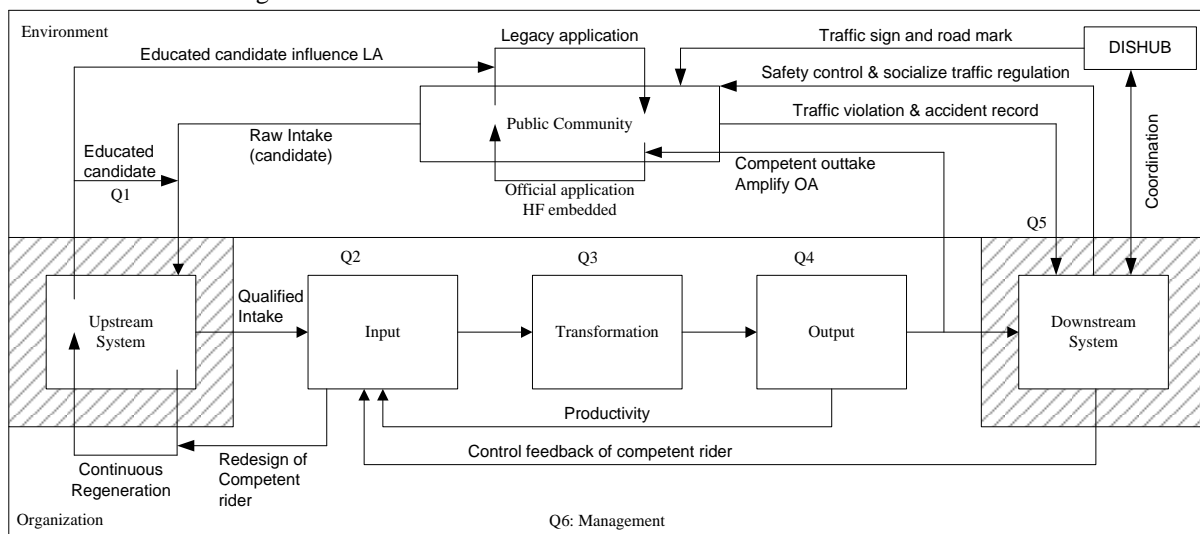 Environment
Educated candidate influence LA
Legacy application
Traffic sign and road mark
DISHUB
Safety control & socialize traffic regulation
Public Community
Traffic violation & accident record
Raw Intake
(candidate)
Educated
candidate
Q1
Competent outtake
Amplify OA
Official application
HF embedded
Coordination
Q5
Q2
Q3
Q4
Upstream
System
Qualified
Intake
Input
Transformation
Output
Downstream
System
Productivity
Control feedback of competent rider
Redesign of
Competent
rider
Continuous
Regeneration
Organization
Q6: Management